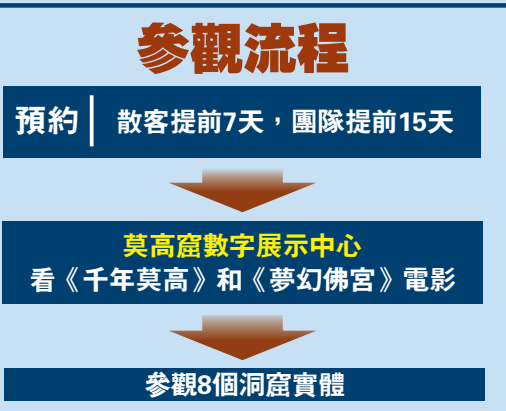 參觀流程
預約│散客提前7天，團隊提前15天
莫高窟數字展示中心
看《千年莫高》和《夢幻佛宮》電影
參觀8個洞窟實體